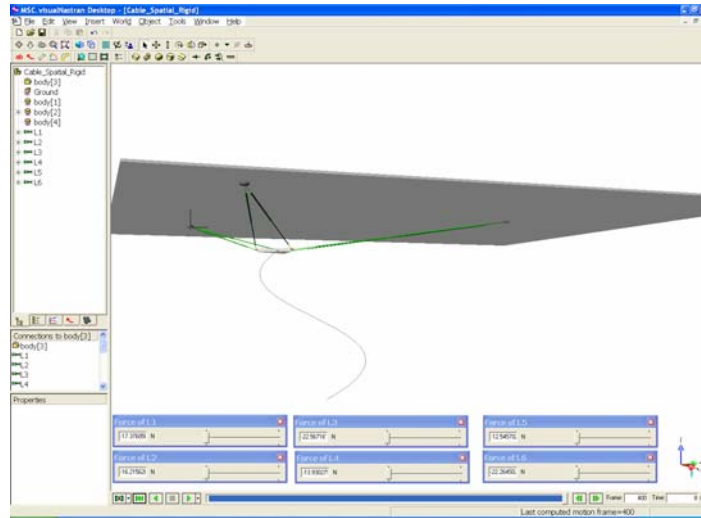 MSC.visualNastran Desktop - [Cable_Spatial_Rigid]
File Edit View Insert World Object Tools Window Help
Cable_Spatial_Rigid
body[3]
Ground
body[1]
body[2]
body[4]
L1
L2
L3
L4
L5
L6
Connections to body[3]
body[3]
L1
L2
L3
L4
Properties
Force of L1
N
Force of L3
N
Force of L5
N
Force of L2
N
Force of L4
N
Force of L6
N
Frame: 400 Time:
Last computed motion frame=400